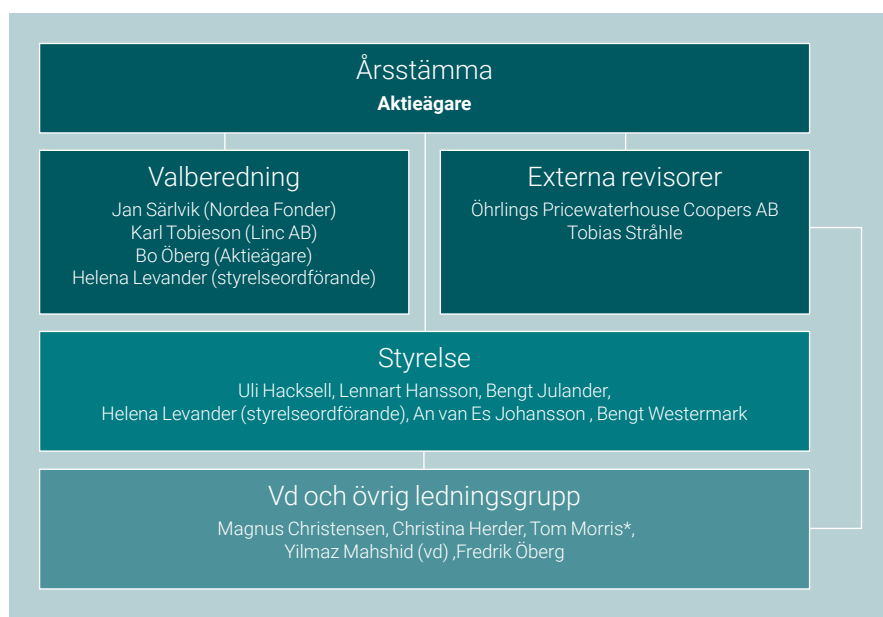 Årsstämma
Aktieägare
Valberedning
Jan Särlvik (Nordea Fonder)
Karl Tobieson (Linc AB)
Bo Öberg (Aktieägare)
Helena Levander (styrelseordförande)
Externa revisorer
Öhrlings Pricewaterhouse Coopers AB
Tobias Stråhle
Styrelse
Uli Hacksell, Lennart Hansson, Bengt Julander,
Helena Levander (styrelseordförande), An van Es Johansson , Bengt Westermark
Vd och övrig ledningsgrupp
Magnus Christensen, Christina Herder, Tom Morris*,
Yilmaz Mahshid (vd) ,Fredrik Öberg